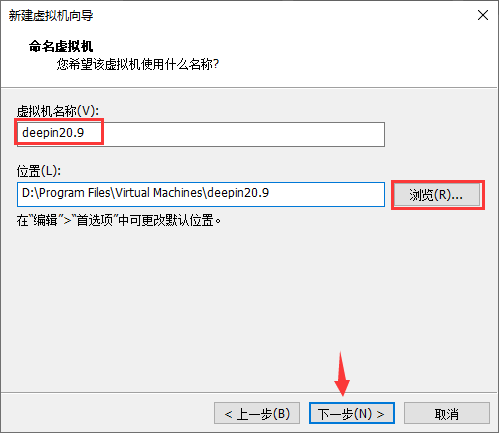 新建虚拟机向导
命名虚拟机
您希望该虚拟机使用什么名称?
虚拟机名称(V):
deepin20.9
位置(L):
D:\Program Files\Virtual Machines\deepin20.9
浏览(R)...
在“编辑”>“首选项”中可更改默认位置。
< 上一步(B)
下一步(N) >
取消